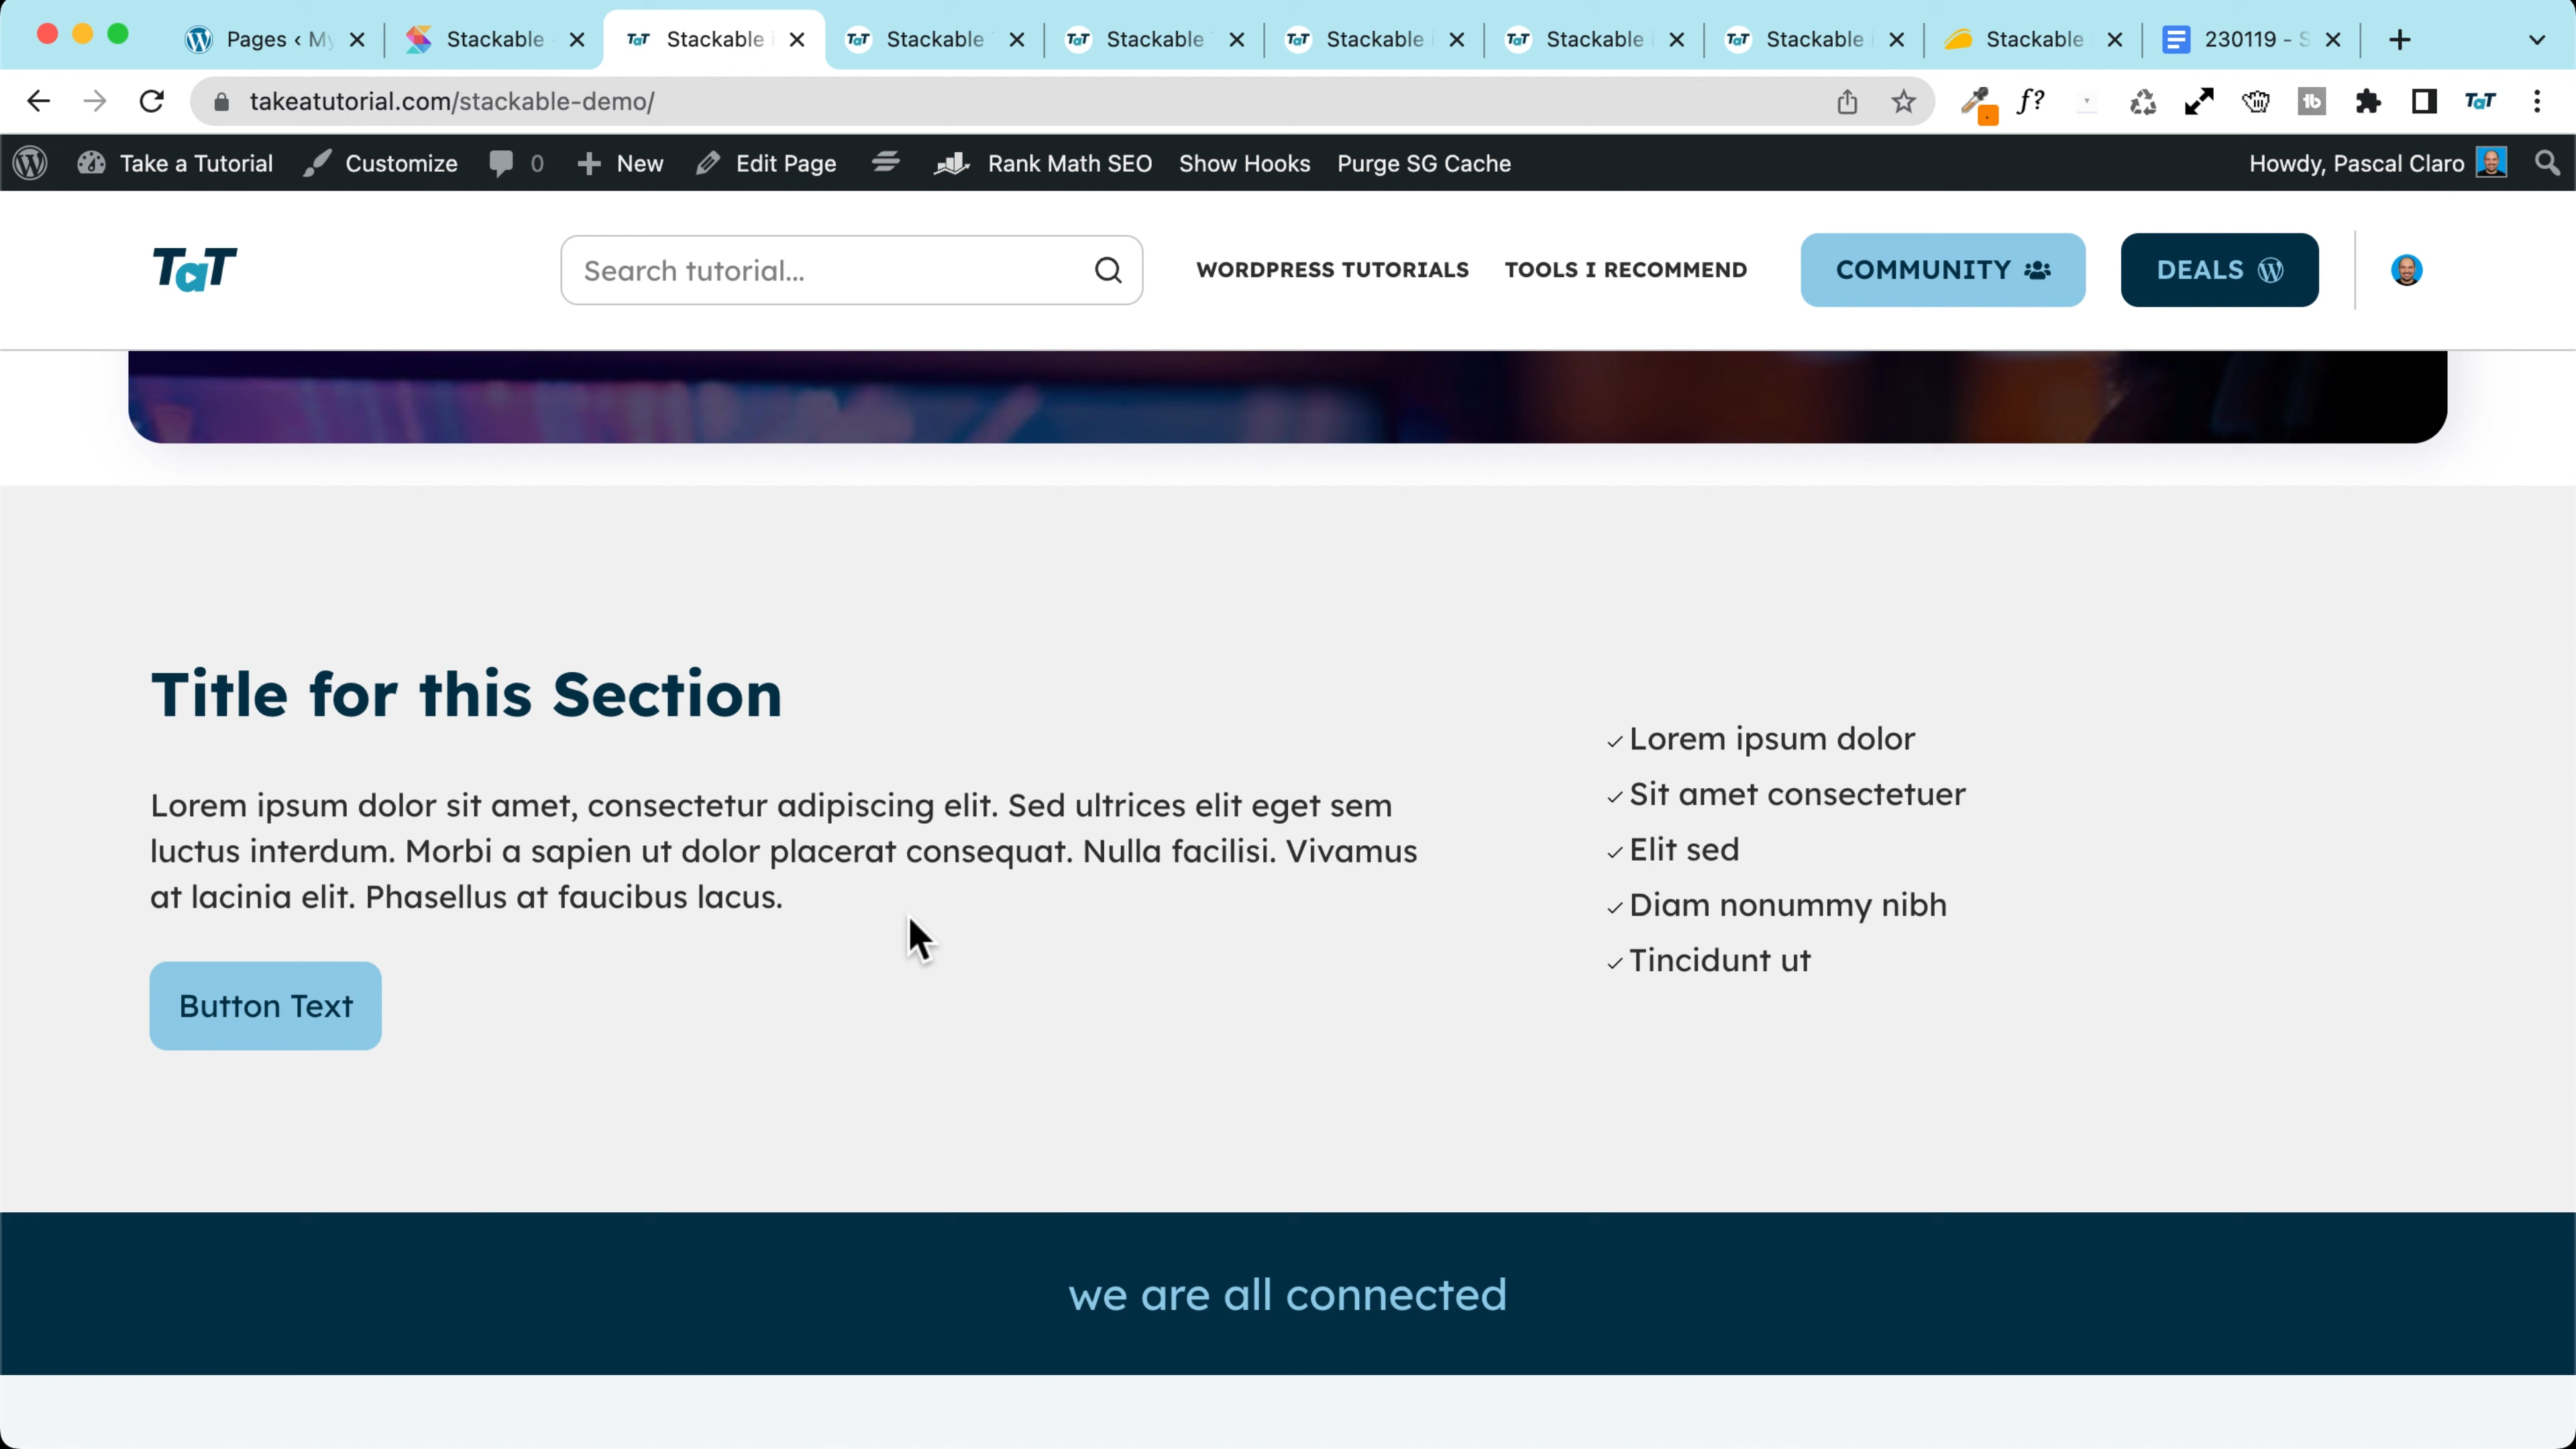 Pages ‹ My
Stackable
Stackable i
Stackable
Stackable
Stackable
Stackable
Stackable
Stackable
230119 - S
takeatutorial.com/stackable-demo/
f?
Take a Tutorial
Customize
0
New
Edit Page
Rank Math SEO
Show Hooks
Purge SG Cache
Howdy, Pascal Claro
TaT
Search tutorial...
WORDPRESS TUTORIALS
TOOLS I RECOMMEND
COMMUNITY
DEALS
Title for this Section
Lorem ipsum dolor sit amet, consectetur adipiscing elit. Sed ultrices elit eget sem
luctus interdum. Morbi a sapien ut dolor placerat consequat. Nulla facilisi. Vivamus
at lacinia elit. Phasellus at faucibus lacus.
Button Text
Lorem ipsum dolor
Sit amet consectetuer
Elit sed
Diam nonummy nibh
Tincidunt ut
we are all connected